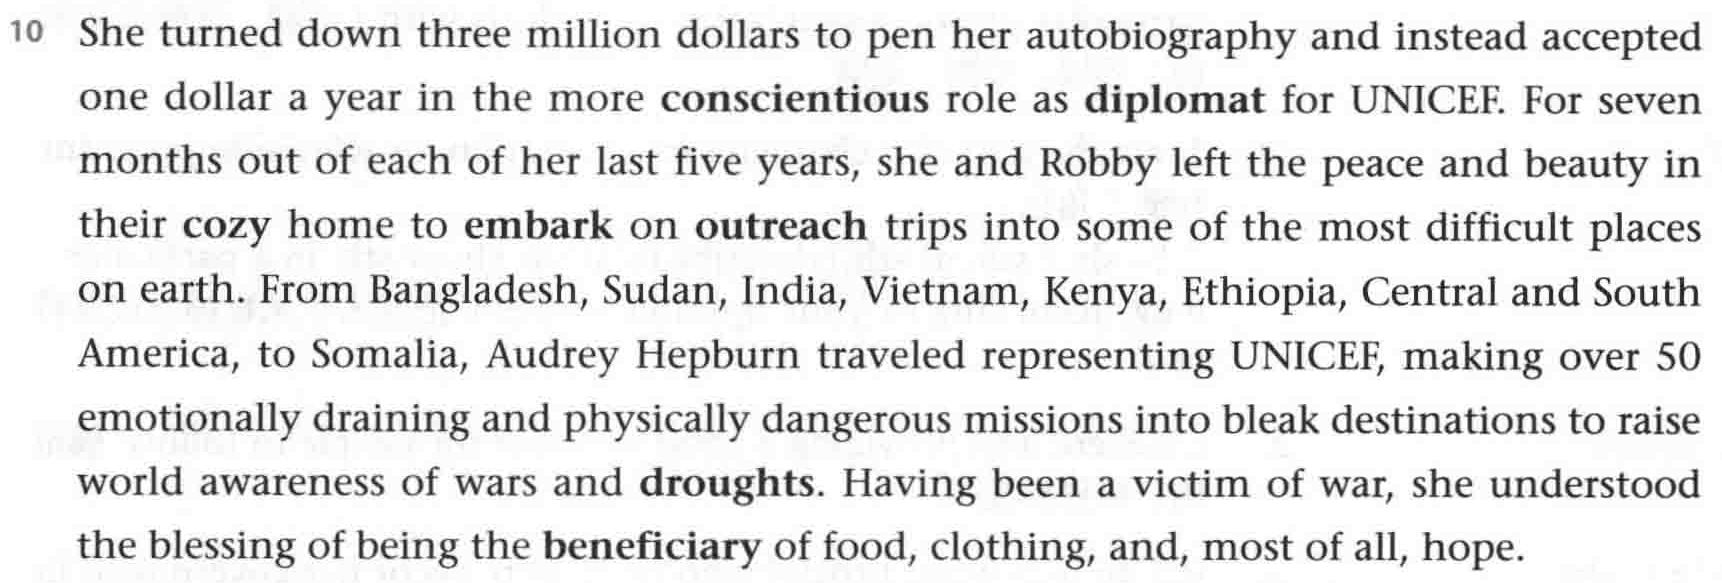 10 She turned down three million dollars to pen her autobiography and instead accepted
one dollar a year in the more conscientious role as diplomat for UNICEF. For seven
months out of each of her last five years, she and Robby left the peace and beauty in
their cozy home to embark on outreach trips into some of the most difficult places
on earth. From Bangladesh, Sudan, India, Vietnam, Kenya, Ethiopia, Central and South
America, to Somalia, Audrey Hepburn traveled representing UNICEF, making over 50
emotionally draining and physically dangerous missions into bleak destinations to raise
world awareness of wars and droughts. Having been a victim of war, she understood
the blessing of being the beneficiary of food, clothing, and, most of all, hope.